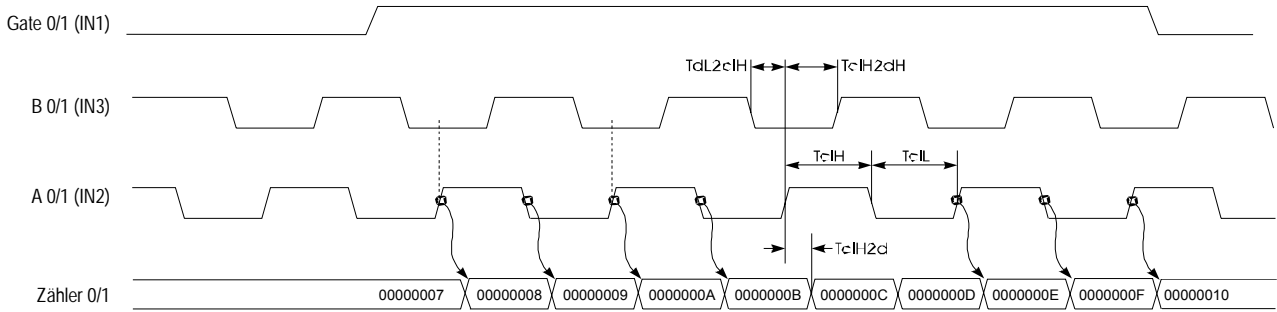 Gate 0/1 (IN1)
TdL2clH
TclH2dH
B 0/1 (IN3)
TclH
TclL
A 0/1 (IN2)
TclH2d
Zähler 0/1
00000007
00000008
00000009
0000000A
0000000B
0000000C
0000000D
0000000E
0000000F
00000010